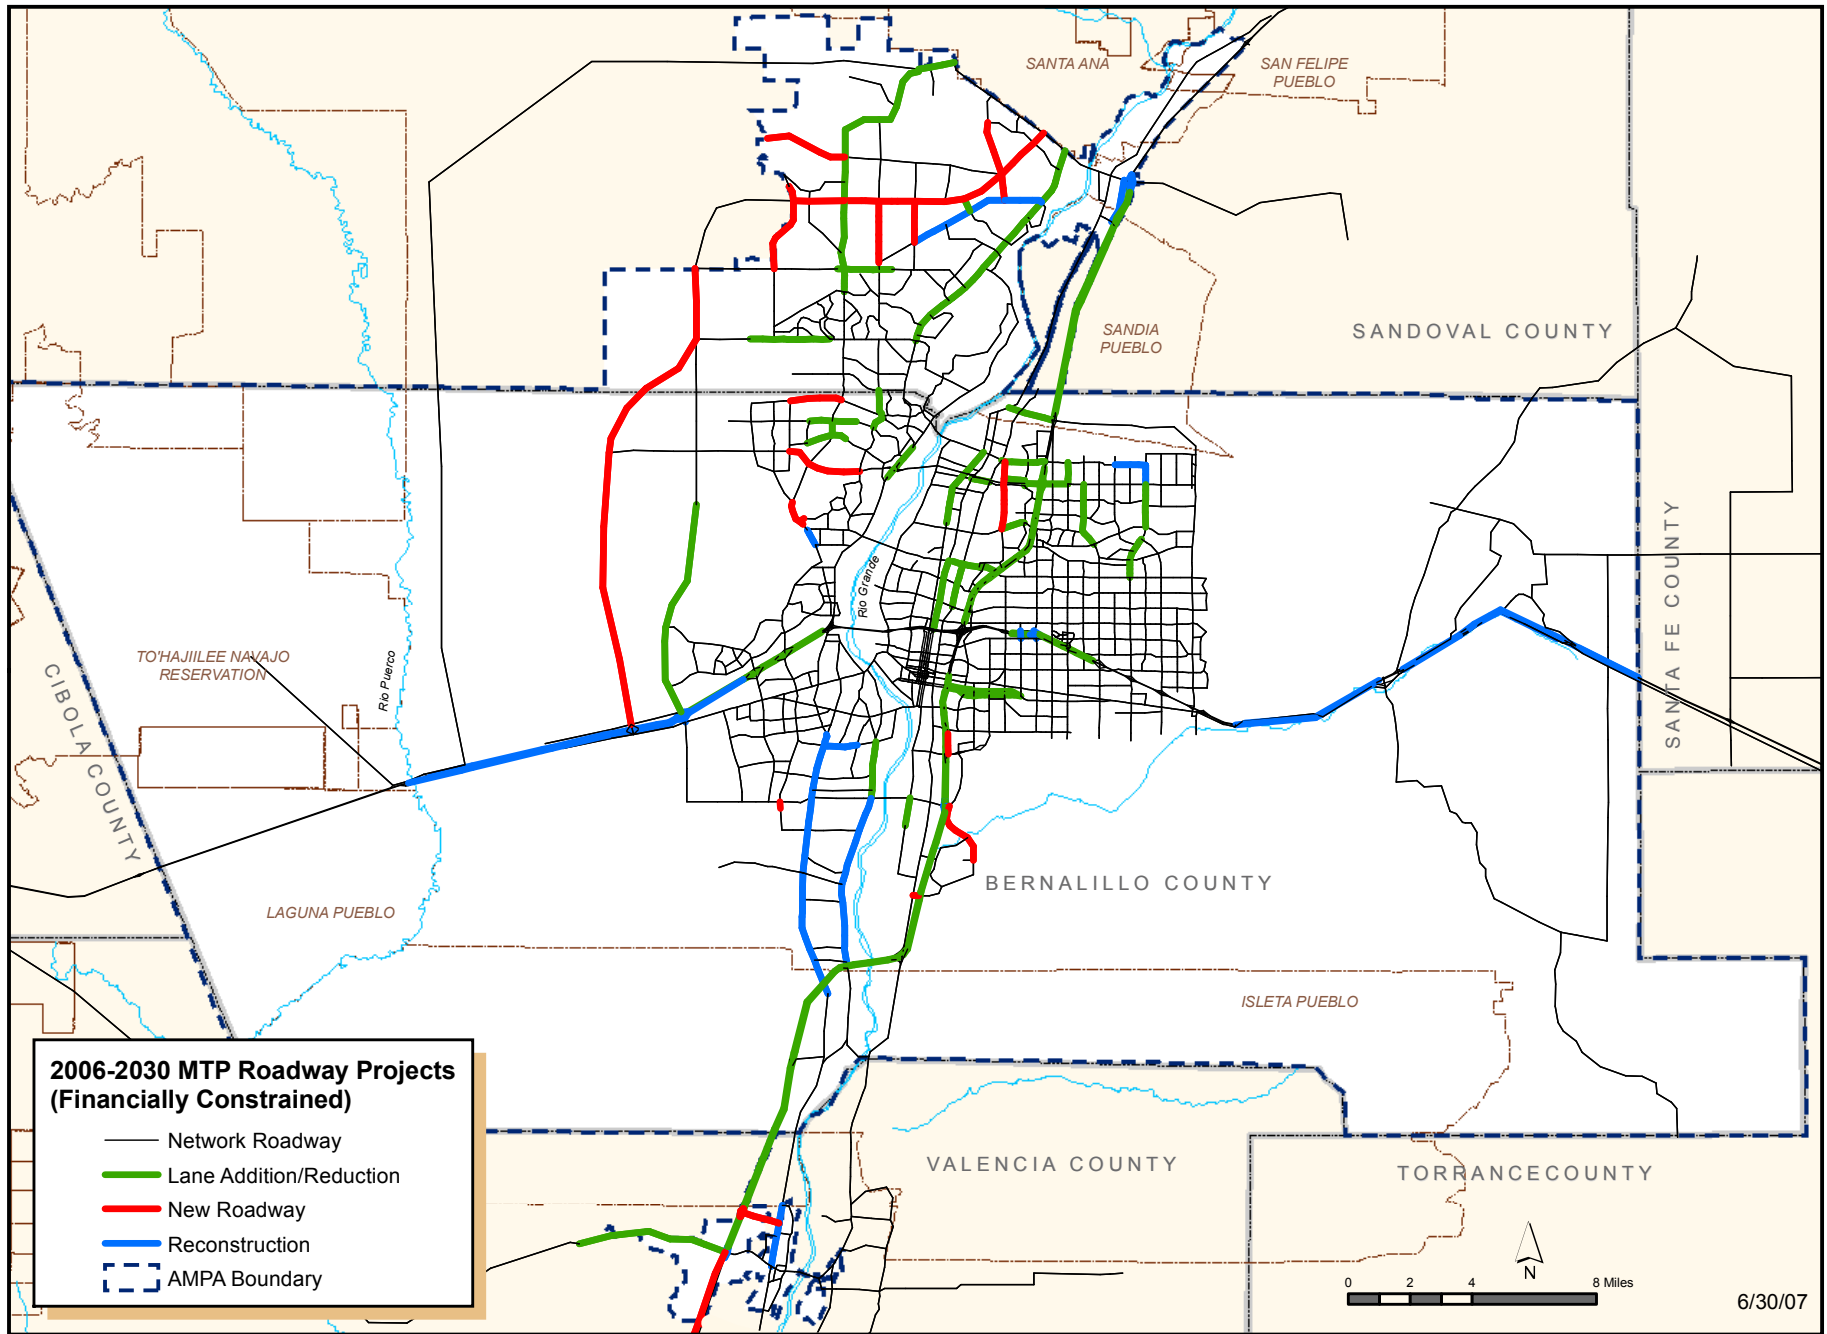 SANTA ANA
SAN FELIPE
PUEBLO
SANDIA
PUEBLO
SANDOVAL COUNTY
SANTA FE COUNTY
Rio Grande
TO'HAJIILEE NAVAJO
RESERVATION
Rio Puerco
CIBOLA COUNTY
BERNALILLO COUNTY
LAGUNA PUEBLO
ISLETA PUEBLO
VALENCIA COUNTY
TORRANCECOUNTY
2006-2030 MTP Roadway Projects
(Financially Constrained)
Network Roadway
Lane Addition/Reduction
New Roadway
Reconstruction
AMPA Boundary
N
0 2 4 8 Miles
6/30/07